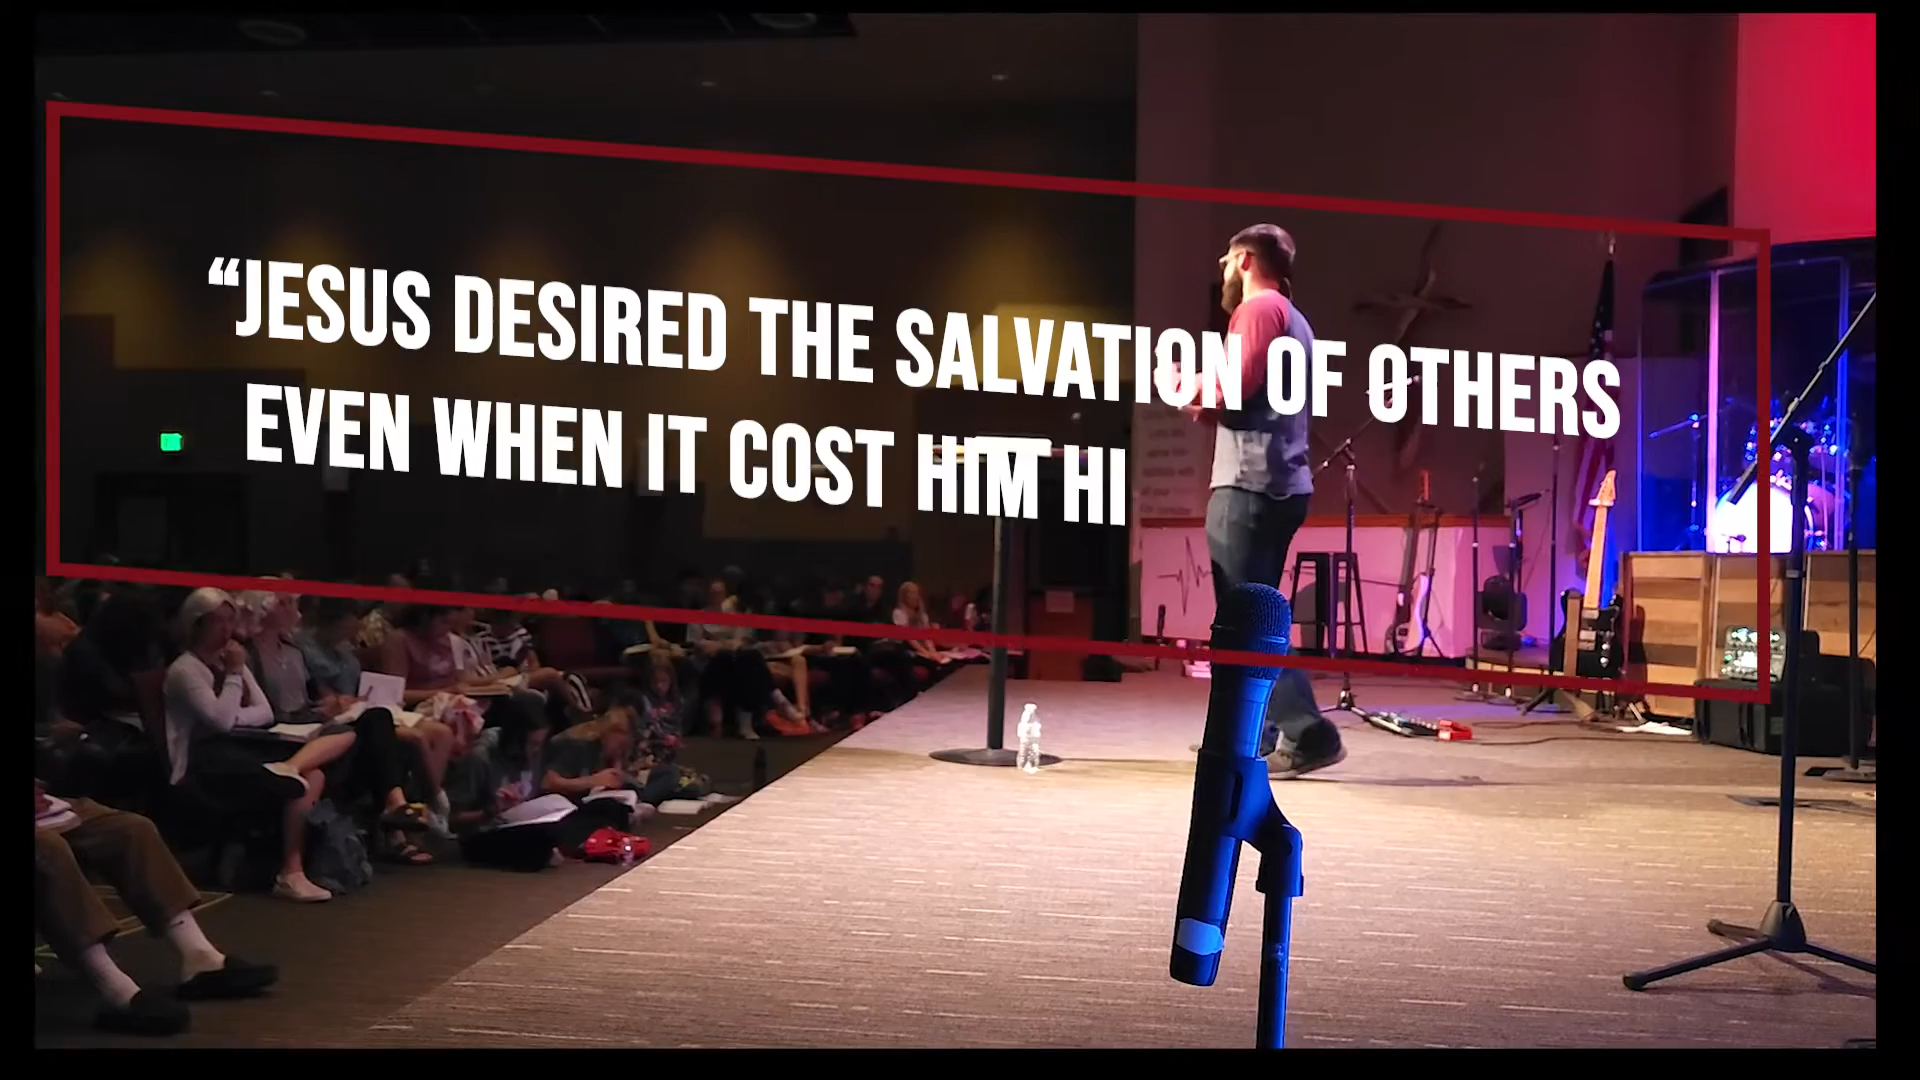 “JESUS DESIRED THE SALVATION OF OTHERS
EVEN WHEN IT COST HIM HI